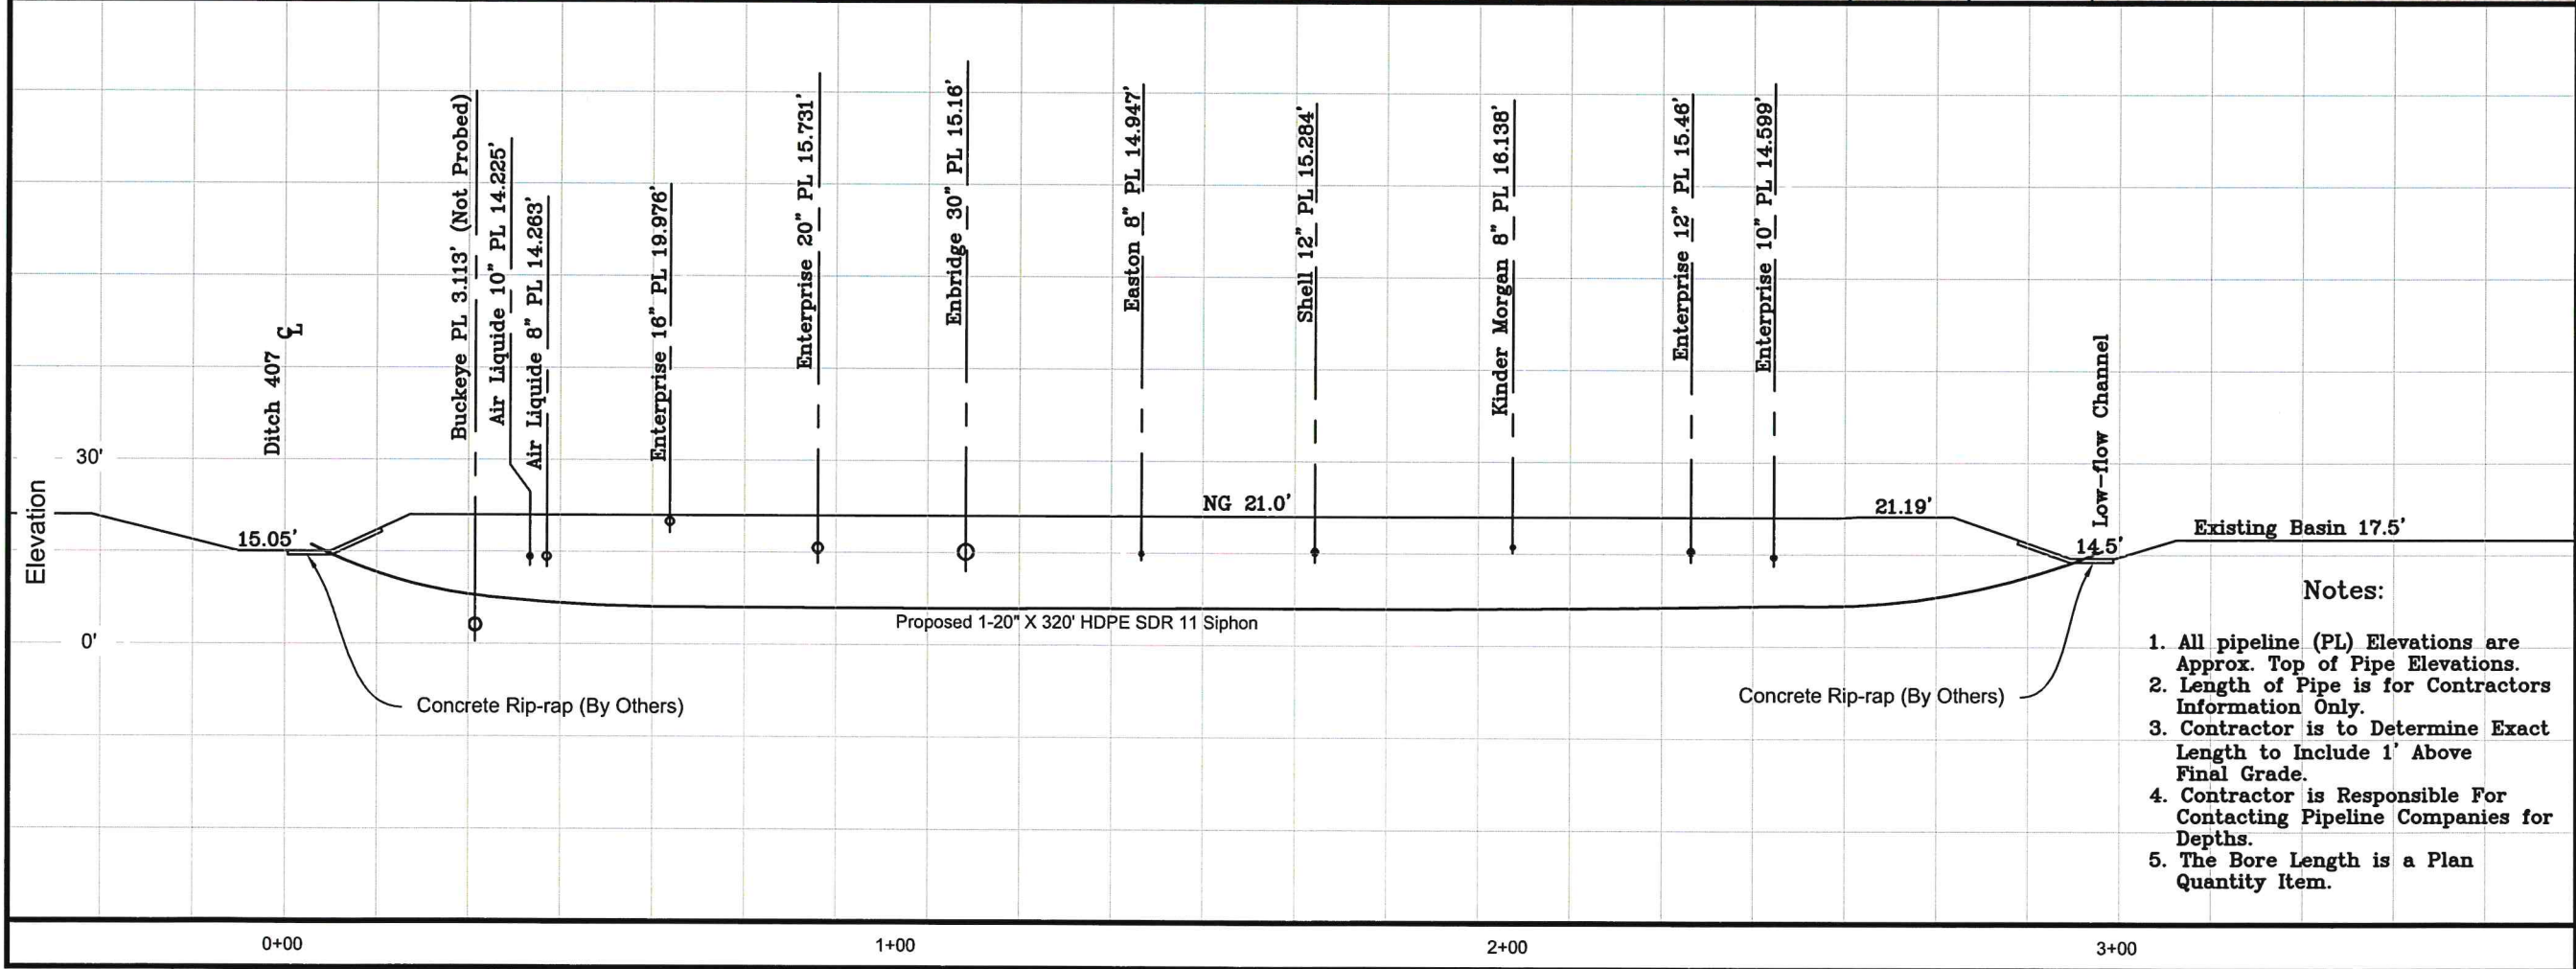 Ditch 407 ℄
Buckeye PL 3.113' (Not Probed)
Air Liquide 10" PL 14.225'
Air Liquide 8" PL 14.263'
Enterprise 16" PL 19.976'
Enterprise 20" PL 15.731'
Enbridge 30" PL 15.16'
Easton 8" PL 14.947'
Shell 12" PL 15.284'
Kinder Morgan 8" PL 16.138'
Enterprise 12" PL 15.46'
Enterprise 10" PL 14.599'
Low-flow Channel
Elevation
30'
0'
15.05'
NG 21.0'
21.19'
14.5'
Existing Basin 17.5'
Proposed 1-20" X 320' HDPE SDR 11 Siphon
Concrete Rip-rap (By Others)
Concrete Rip-rap (By Others)
Notes:
1. All pipeline (PL) Elevations are
Approx. Top of Pipe Elevations.
2. Length of Pipe is for Contractors
Information Only.
3. Contractor is to Determine Exact
Length to Include 1' Above
Final Grade.
4. Contractor is Responsible For
Contacting Pipeline Companies for
Depths.
5. The Bore Length is a Plan
Quantity Item.
0+00
1+00
2+00
3+00